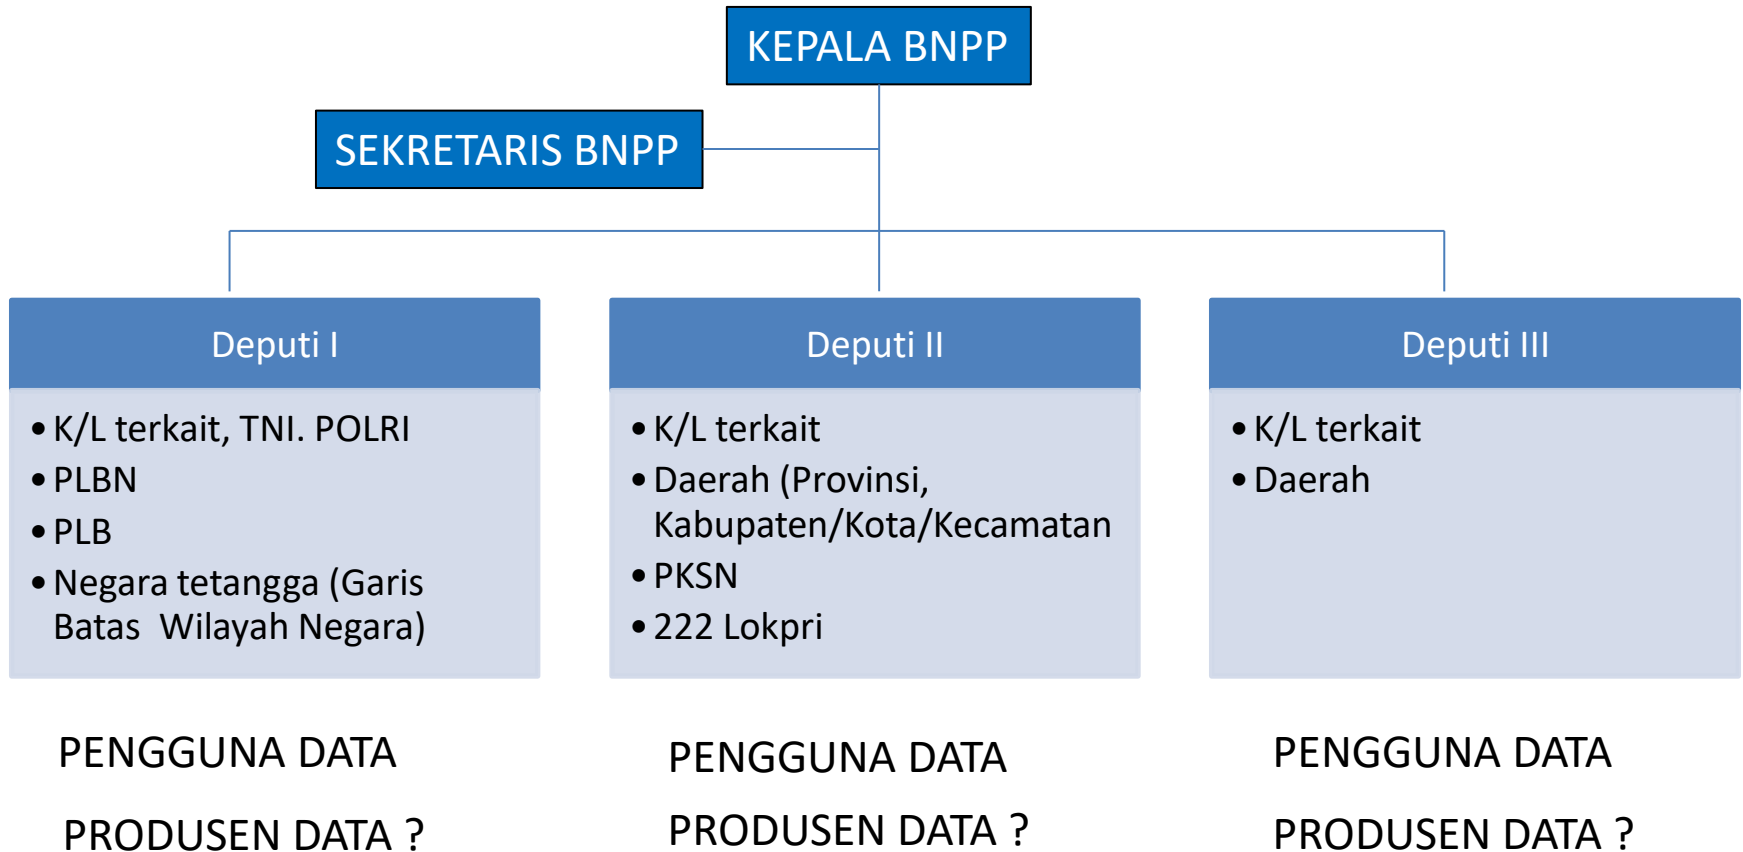 KEPALA BNPP
SEKRETARIS BNPP
Deputi I
• K/L terkait, TNI. POLRI
• PLBN
• PLB
• Negara tetangga (Garis
Batas Wilayah Negara)
Deputi II
• K/L terkait
• Daerah (Provinsi,
Kabupaten/Kota/Kecamatan
• PKSN
• 222 Lokpri
Deputi III
• K/L terkait
• Daerah
PENGGUNA DATA
PRODUSEN DATA ?
PENGGUNA DATA
PRODUSEN DATA ?
PENGGUNA DATA
PRODUSEN DATA ?